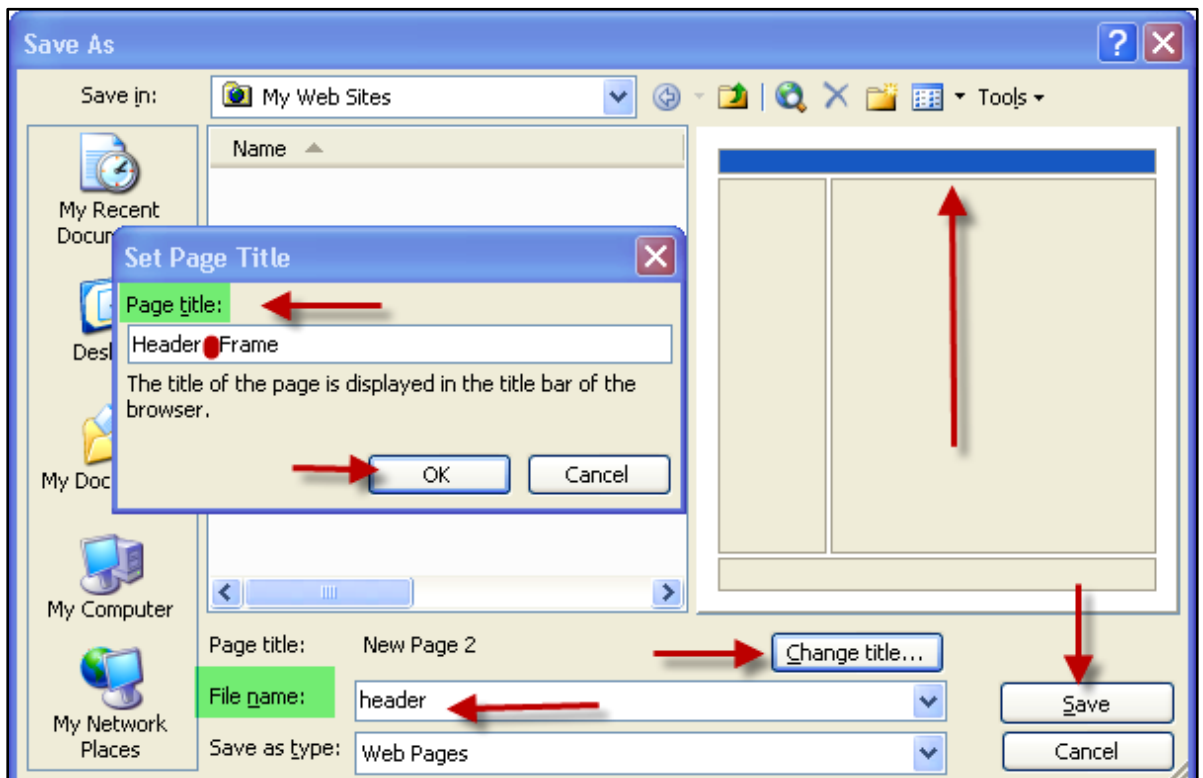 Save As
Save in:
My Web Sites
Tools
Name
My Recent
Docum
Set Page Title
Page title:
Header Frame
The title of the page is displayed in the title bar of the
browser.
OK
Cancel
Des
My Doc
My Computer
My Network
Places
Page title:
New Page 2
Change title...
File name:
header
Save
Save as type:
Web Pages
Cancel